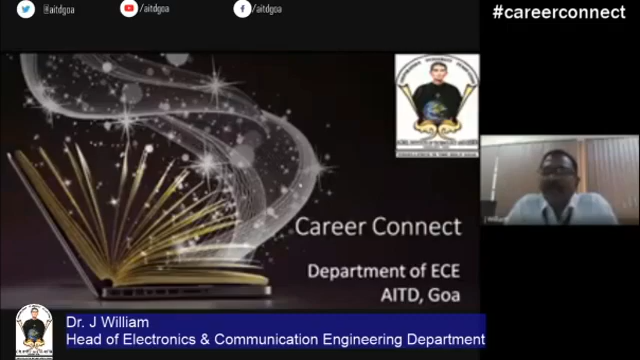 @aitdgoa
/aitdgoa
/aitdgoa
#careerconnect
Career Connect
Department of ECE
AITD, Goa
Dr. J William
Head of Electronics & Communication Engineering Department